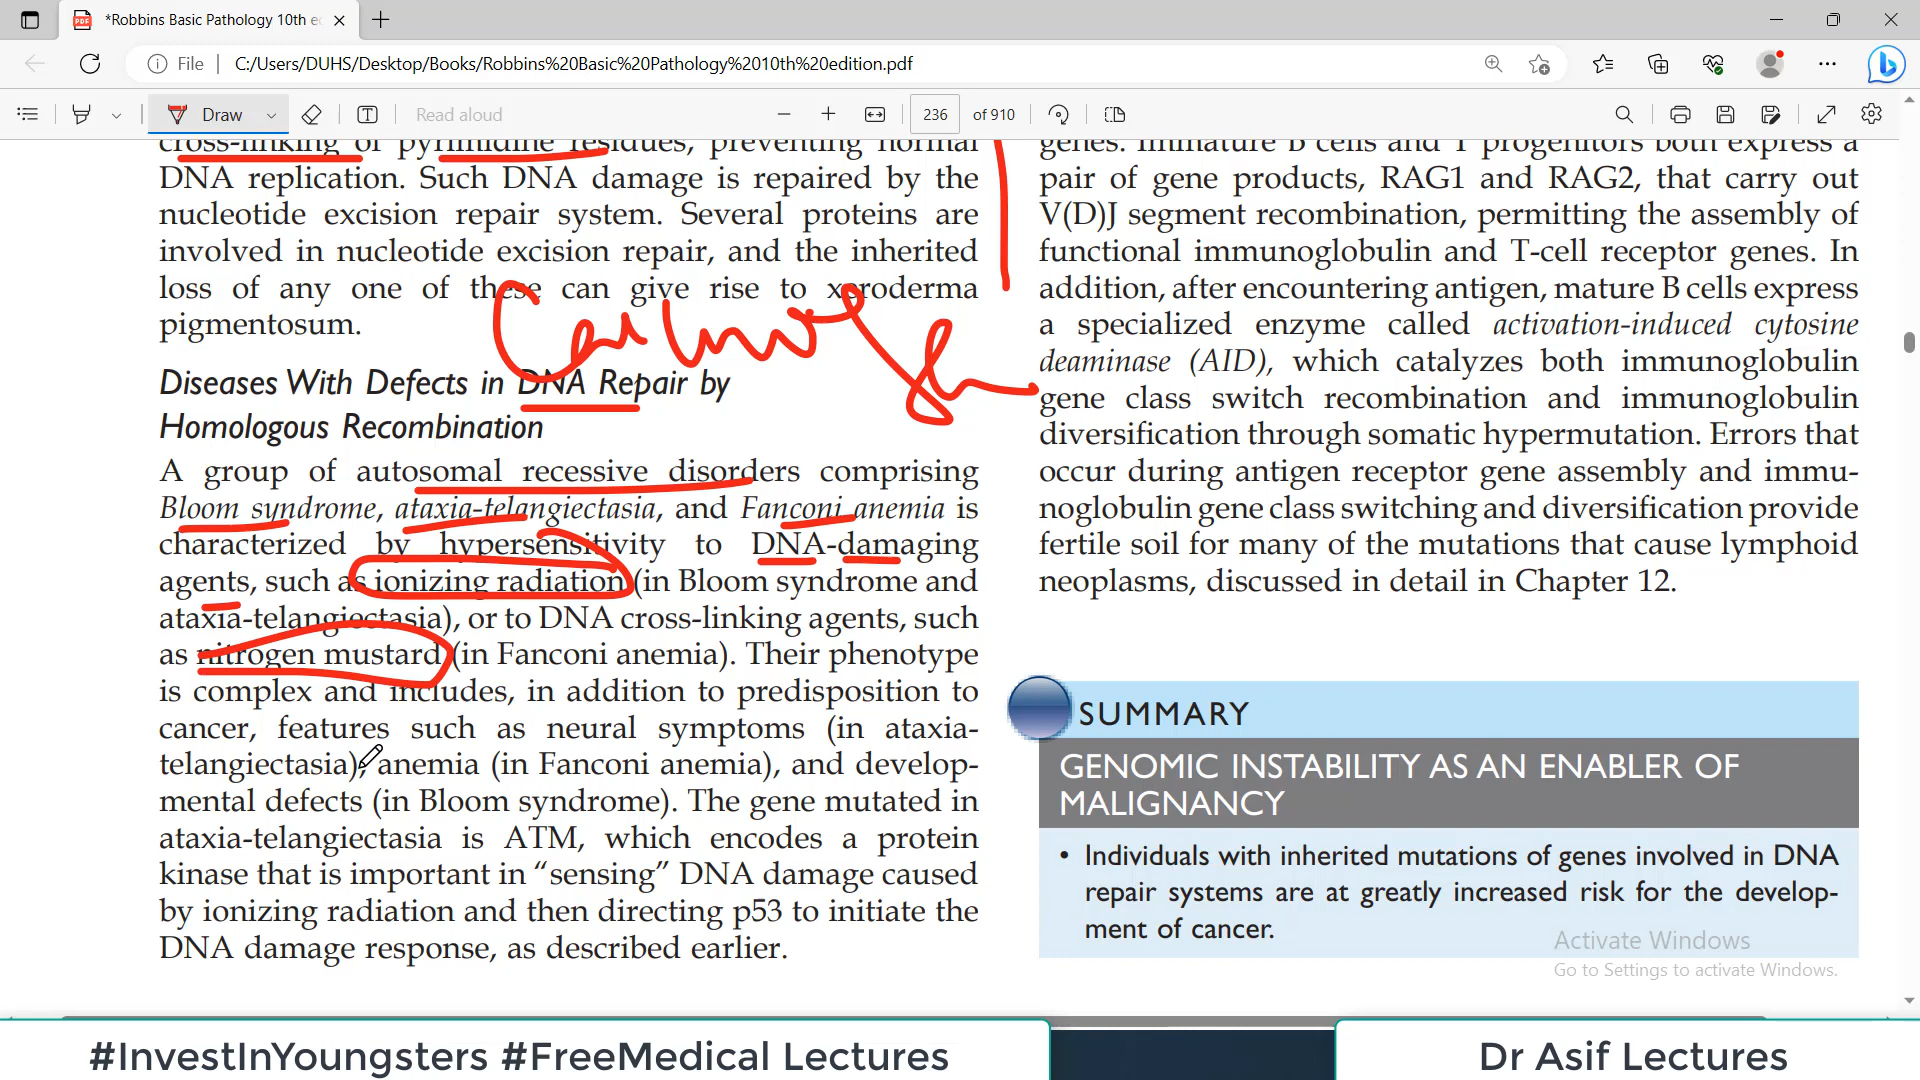 *Robbins Basic Pathology 10th ec
File
C:/Users/DUHS/Desktop/Books/Robbins%20Basic%20Pathology%2010th%20edition.pdf
Draw
Read aloud
236
of 910
cross-linking of pyrimidine residues, preventing normal
DNA replication. Such DNA damage is repaired by the
nucleotide excision repair system. Several proteins are
involved in nucleotide excision repair, and the inherited
loss of any one of these can give rise to xeroderma
pigmentosum.
Diseases With Defects in DNA Repair by
Homologous Recombination
A group of autosomal recessive disorders comprising
Bloom syndrome, ataxia-telangiectasia, and Fanconi anemia is
characterized by hypersensitivity to DNA-damaging
agents, such as ionizing radiation (in Bloom syndrome and
ataxia-telangiectasia), or to DNA cross-linking agents, such
as nitrogen mustard (in Fanconi anemia). Their phenotype
is complex and includes, in addition to predisposition to
cancer, features such as neural symptoms (in ataxia-
telangiectasia), anemia (in Fanconi anemia), and develop-
mental defects (in Bloom syndrome). The gene mutated in
ataxia-telangiectasia is ATM, which encodes a protein
kinase that is important in “sensing” DNA damage caused
by ionizing radiation and then directing p53 to initiate the
DNA damage response, as described earlier.
genes. Immature B cells and T progenitors both express a
pair of gene products, RAG1 and RAG2, that carry out
V(D)J segment recombination, permitting the assembly of
functional immunoglobulin and T-cell receptor genes. In
addition, after encountering antigen, mature B cells express
a specialized enzyme called activation-induced cytosine
deaminase (AID), which catalyzes both immunoglobulin
gene class switch recombination and immunoglobulin
diversification through somatic hypermutation. Errors that
occur during antigen receptor gene assembly and immu-
noglobulin gene class switching and diversification provide
fertile soil for many of the mutations that cause lymphoid
neoplasms, discussed in detail in Chapter 12.
SUMMARY
GENOMIC INSTABILITY AS AN ENABLER OF
MALIGNANCY
• Individuals with inherited mutations of genes involved in DNA
repair systems are at greatly increased risk for the develop-
ment of cancer.
Activate Windows
Go to Settings to activate Windows.
#InvestInYoungsters #FreeMedical Lectures
Dr Asif Lectures